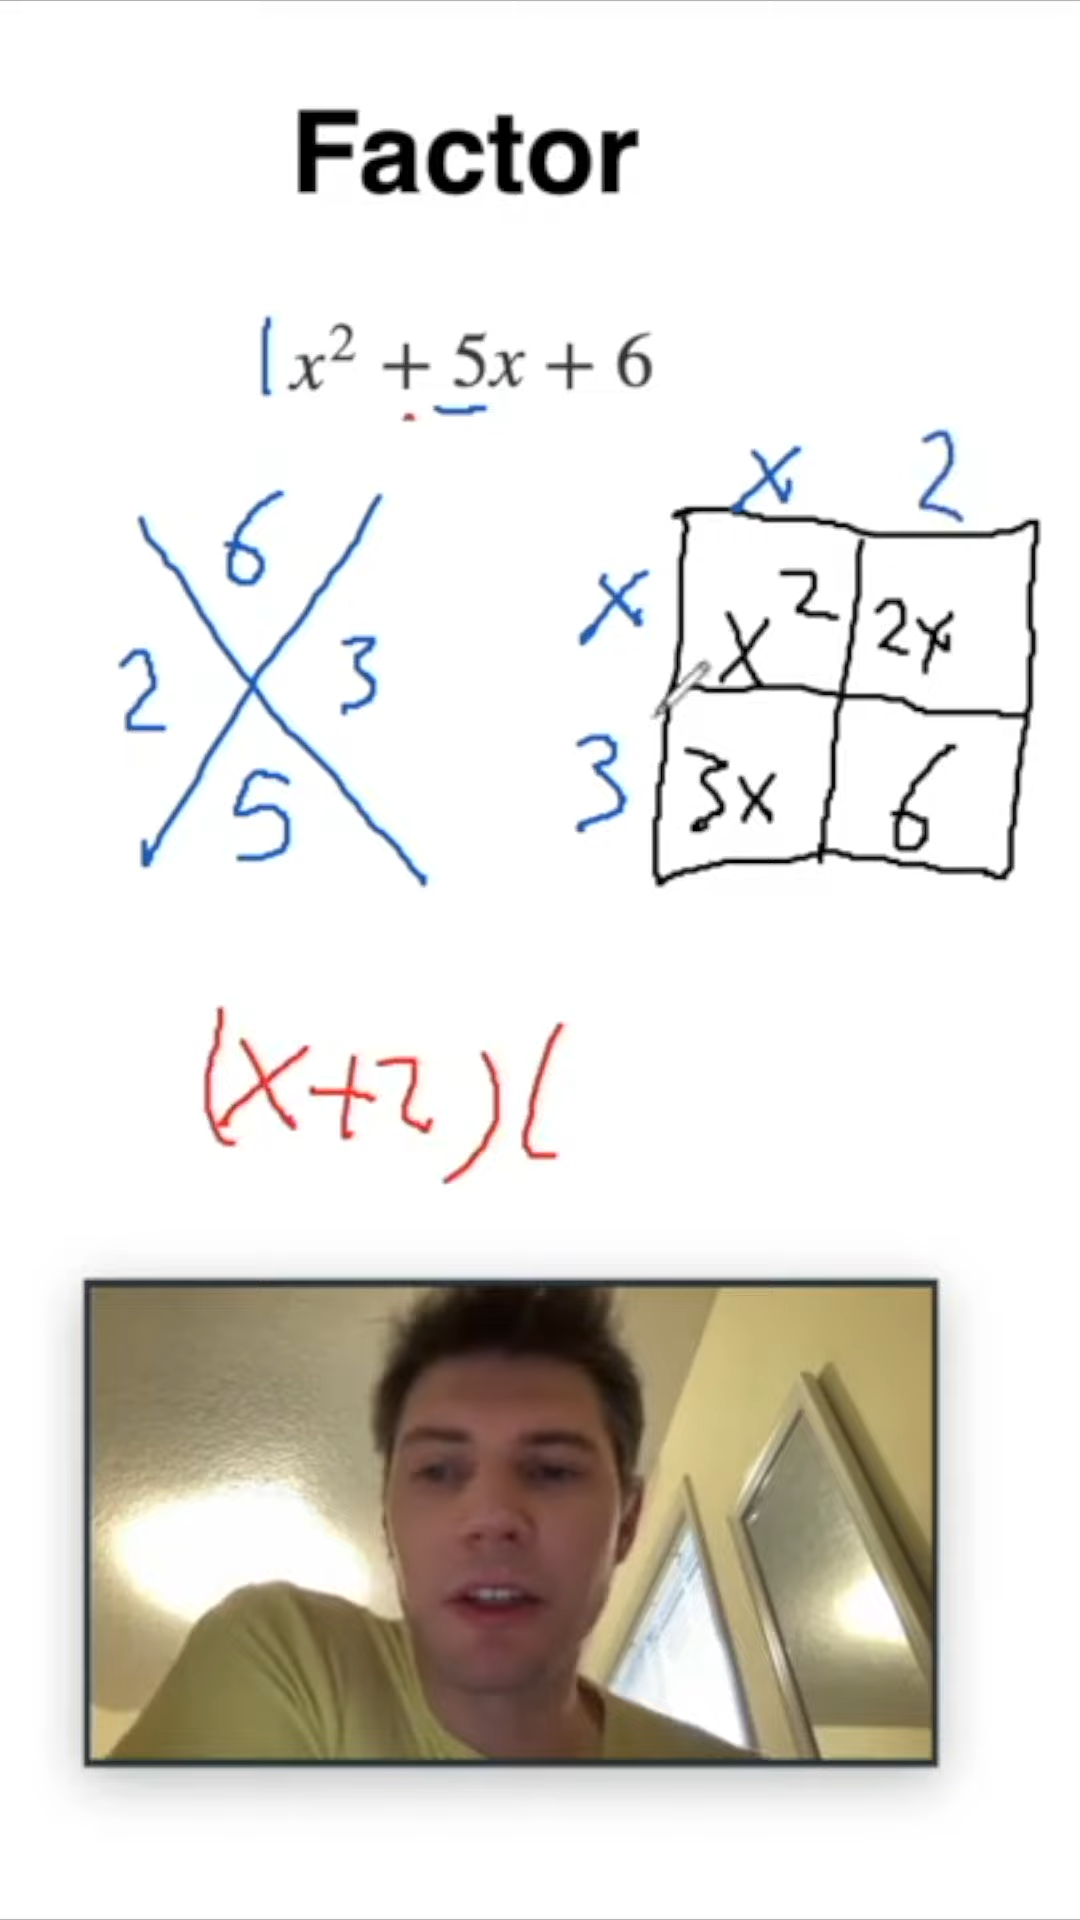 Factor
1x² + 5x + 6
x 2
6
x x² 2x
2 3
3 3x 6
5
(x+2)(